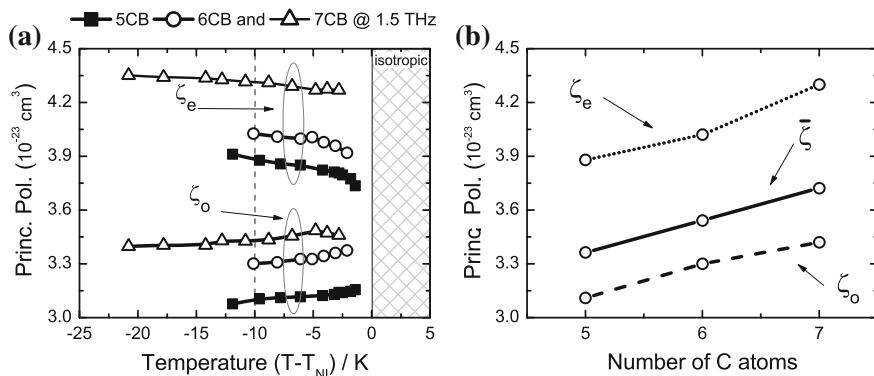 5CB 6CB and 7CB @ 1.5 THz
(a)
Princ. Pol. (10⁻²³ cm³)
4.5
4.2
3.9
3.6
3.3
3.0
ζe
ζo
isotropic
-25 -20 -15 -10 -5 0 5
Temperature (T-T_NI) / K
(b)
Princ. Pol. (10⁻²³ cm³)
4.5
4.2
3.9
3.6
3.3
3.0
ζe
ζ̄
ζo
5 6 7
Number of C atoms